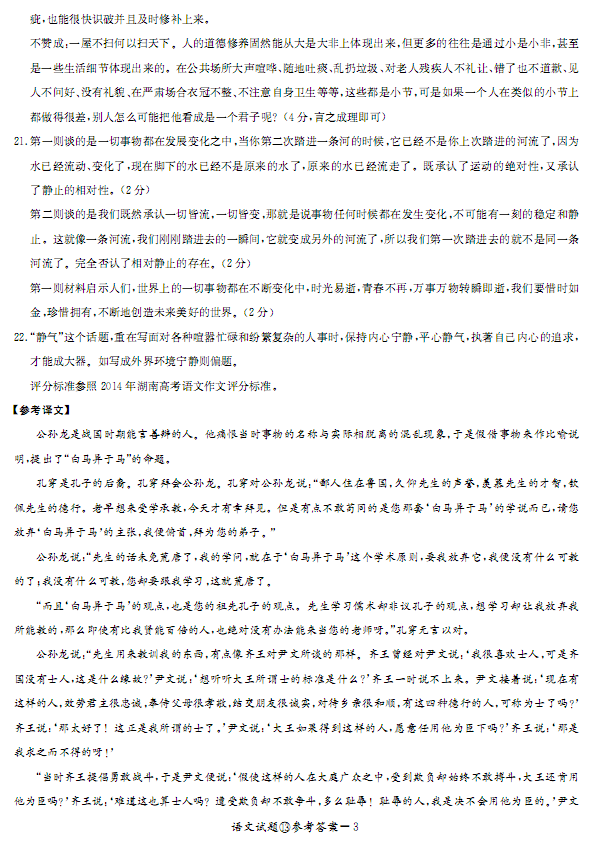 疵,也能很快识破并且及时修补上来。
不赞成:一屋不扫何以扫天下。人的道德修养固然能从大是大非上体现出来,但更多的往往是通过小是小非,甚至
是一些生活细节体现出来的。在公共场所大声喧哗、随地吐痰、乱扔垃圾、对老人残疾人不礼让、错了也不道歉、见
人不问好、没有礼貌、在严肃场合衣冠不整、不注意自身卫生等等,这些都是小节,可是如果一个人在类似的小节上
都做得很差,别人怎么可能把他看成是一个君子呢?(4分,言之成理即可)
21.第一则谈的是一切事物都在发展变化之中,当你第二次踏进一条河的时候,它已经不是你上次踏进的河流了,因为
水已经流动、变化了,现在脚下的水已经不是原来的水了,原来的水已经流走了。既承认了运动的绝对性,又承认
了静止的相对性。(2分)
第二则谈的是我们既然承认一切皆流,一切皆变,那就是说事物任何时候都在发生变化,不可能有一刻的稳定和静
止。这就像一条河流,我们刚刚踏进去的一瞬间,它就变成另外的河流了,所以我们第一次踏进去的就不是同一条
河流了。完全否认了相对静止的存在。(2分)
第一则材料启示人们,世界上的一切事物都在不断变化中,时光易逝,青春不再,万事万物转瞬即逝,我们要惜时如
金,珍惜拥有,不断地创造未来美好的世界。(2分)
22.“静气”这个话题,重在写面对各种喧嚣忙碌和纷繁复杂的人事时,保持内心宁静,平心静气,执著自己内心的追求,
才能成大器。如写成外界环境宁静则偏题。
评分标准参照2014年湖南高考语文作文评分标准。
【参考译文】
公孙龙是战国时期能言善辩的人。他痛恨当时事物的名称与实际相脱离的混乱现象,于是假借事物来作比喻说
明,提出了“白马异于马”的命题。
孔穿是孔子的后裔。孔穿拜会公孙龙。孔穿对公孙龙说:“鄙人住在鲁国,久仰先生的声誉,羡慕先生的才智,钦
佩先生的德行。老早想来受学承教,今天才有幸拜见。但是有点不敢苟同的是您那套‘白马异于马’的学说而已,请您
放弃‘白马异于马’的主张,我便俯首,拜为您的弟子。”
公孙龙说:“先生的话未免荒唐了,我的学问,就在于‘白马异于马’这个学术原则,要我放弃它,我便没有什么可教
的了;我没有什么可教,您却要跟我学习,这就荒唐了。
“而且‘白马异于马’的观点,也是您的祖先孔子的观点。先生学习儒术却非议孔子的观点,想学习却让我放弃我
所能教的,那么即使有比我贤能百倍的人,也绝对没有办法能来当您的老师呀。”孔穿无言以对。
公孙龙说:“先生用来教训我的东西,有点像齐王对尹文所谈的那样。齐王曾经对尹文说:‘我很喜欢士人,可是齐
国没有士人,这是什么缘故?’尹文说:‘想听听大王所谓士的标准是什么?’齐王一时说不上来。尹文接着说:‘现在有
这样的人,效劳君主很忠诚,奉侍父母很孝敬,结交朋友很诚实,对待乡亲很和顺,有这四种德行的人,可称为士了吗?’
齐王说:‘那太好了!这正是我所谓的士了。’尹文说:‘大王如果得到这样的人,愿意任用他为臣下吗?’齐王说:‘那是
我求之而不得的呀!’
“当时齐王提倡勇敢战斗,于是尹文便说:‘假使这样的人在大庭广众之中,受到欺负却始终不敢搏斗,大王还肯用
他为臣吗?’齐王说:‘难道这也算士人吗?遭受欺负却不敢争斗,多么耻辱!耻辱的人,我是决不会用他为臣的。’尹文
语文试题⑬参考答案－3